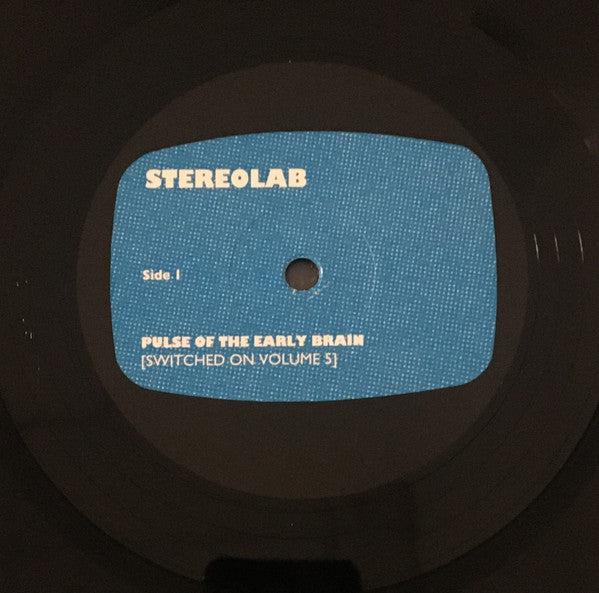 STEREOLAB
Side 1
PULSE OF THE EARLY BRAIN
[SWITCHED ON VOLUME 5]